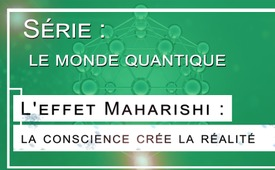 Série :
LE MONDE QUANTIQUE
L'effet Maharishi :
LA CONSCIENCE CRÉE LA RÉALITÉ